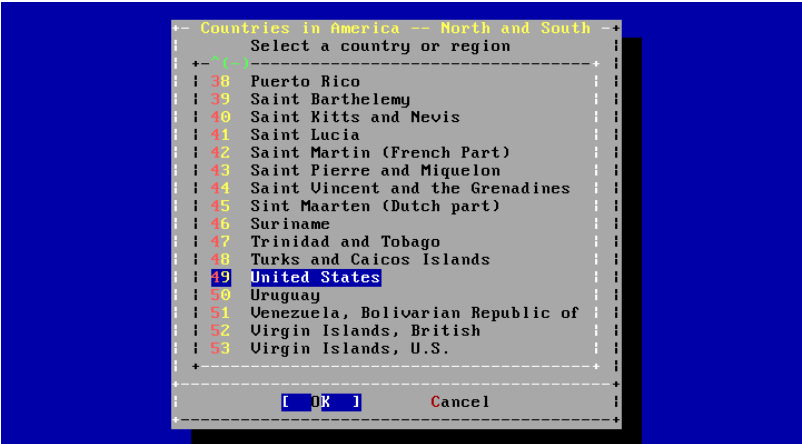 Countries in America -- North and South
Select a country or region
^(-)
38 Puerto Rico
39 Saint Barthelemy
40 Saint Kitts and Nevis
41 Saint Lucia
42 Saint Martin (French Part)
43 Saint Pierre and Miquelon
44 Saint Vincent and the Grenadines
45 Sint Maarten (Dutch part)
46 Suriname
47 Trinidad and Tobago
48 Turks and Caicos Islands
49 United States
50 Uruguay
51 Venezuela, Bolivarian Republic of
52 Virgin Islands, British
53 Virgin Islands, U.S.
[ OK ] Cancel